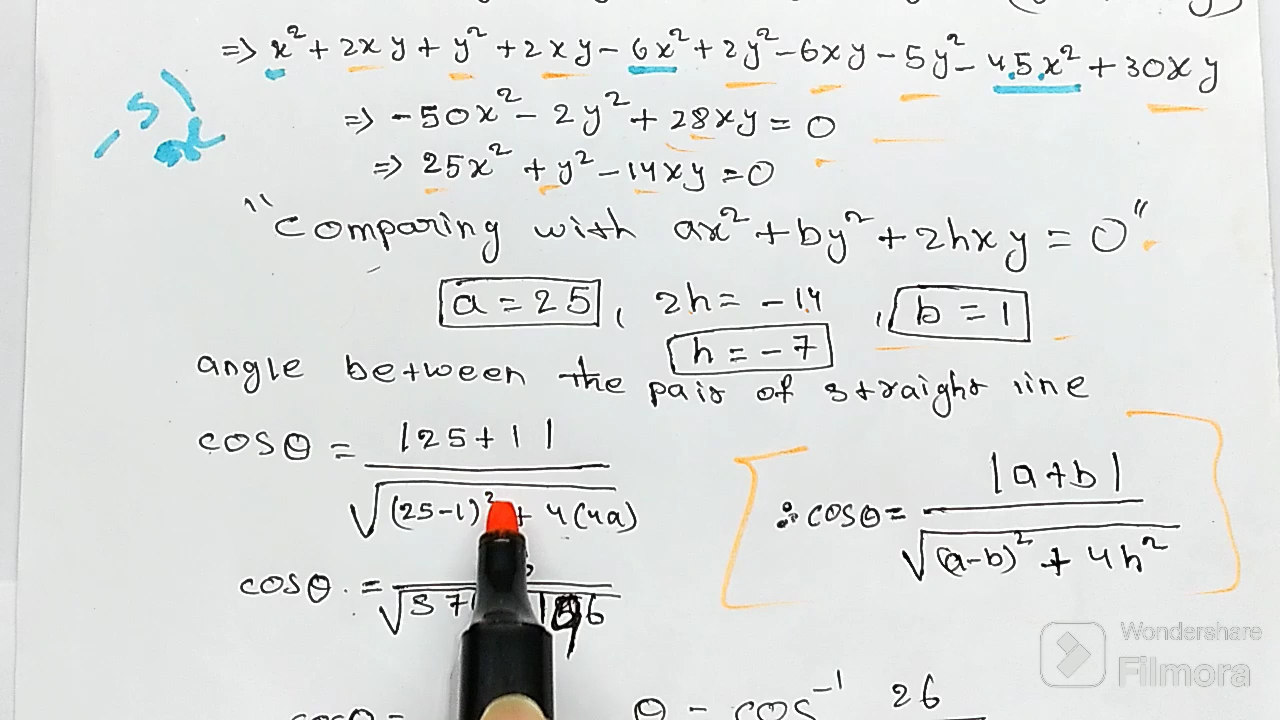 => x² + 2xy + y² + 2xy - 6x² + 2y² - 6xy - 5y² - 45x² + 30xy
-5)
=> -50x² - 2y² + 28xy = 0
=> 25x² + y² - 14xy = 0
"Comparing with ax² + by² + 2hxy = 0"
a = 25, 2h = -14, b = 1
h = -7
angle between the pair of straight line
cosθ = |25+1| / √(25-1)² + 4(49)
∴ cosθ = |a+b| / √(a-b)² + 4h²
cosθ =
cosθ =
θ = cos⁻¹ 26
Wondershare
Filmora